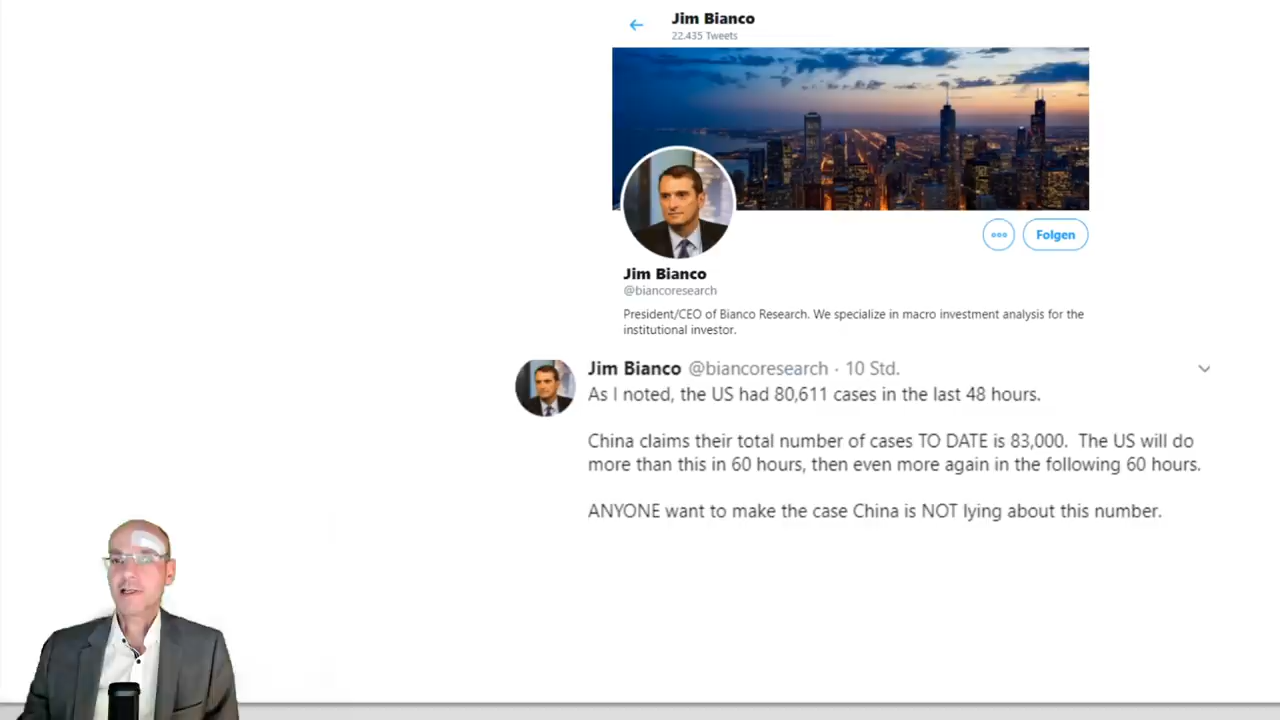 Jim Bianco
22.435 Tweets
Folgen
Jim Bianco
@biancoresearch
President/CEO of Bianco Research. We specialize in macro investment analysis for the
institutional investor.
Jim Bianco @biancoresearch · 10 Std.
As I noted, the US had 80,611 cases in the last 48 hours.
China claims their total number of cases TO DATE is 83,000. The US will do
more than this in 60 hours, then even more again in the following 60 hours.
ANYONE want to make the case China is NOT lying about this number.